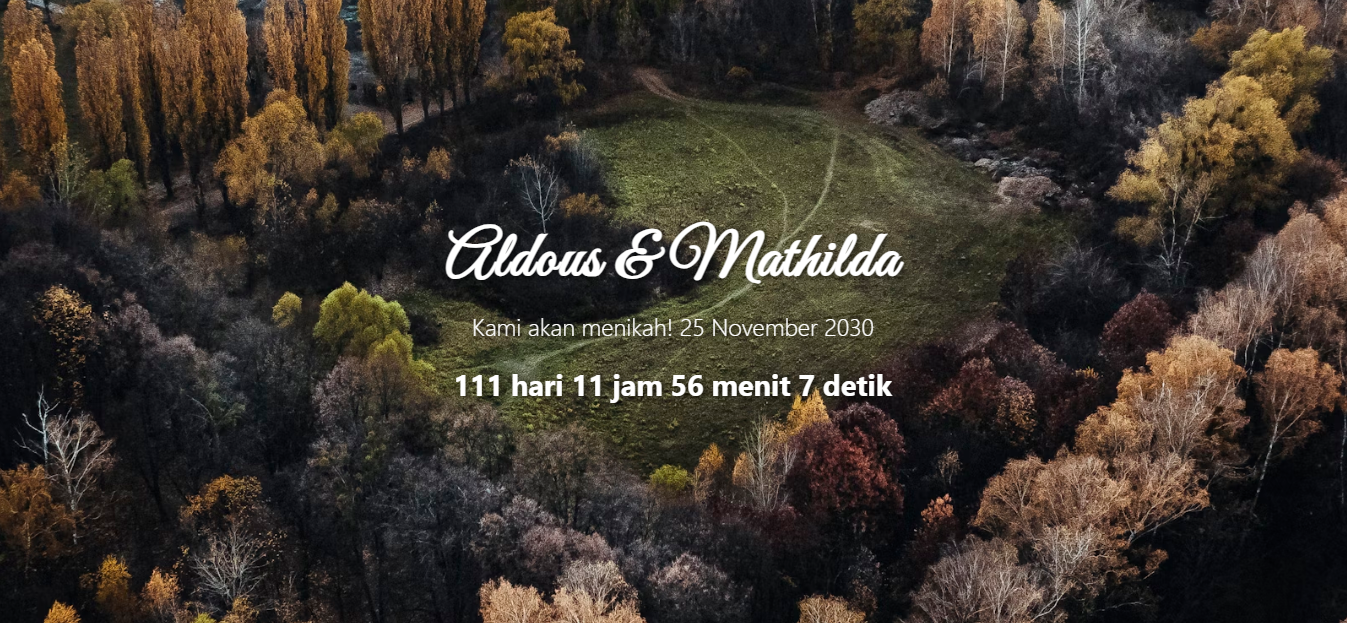 Aldous & Mathilda
Kami akan menikah! 25 November 2030
111 hari 11 jam 56 menit 7 detik